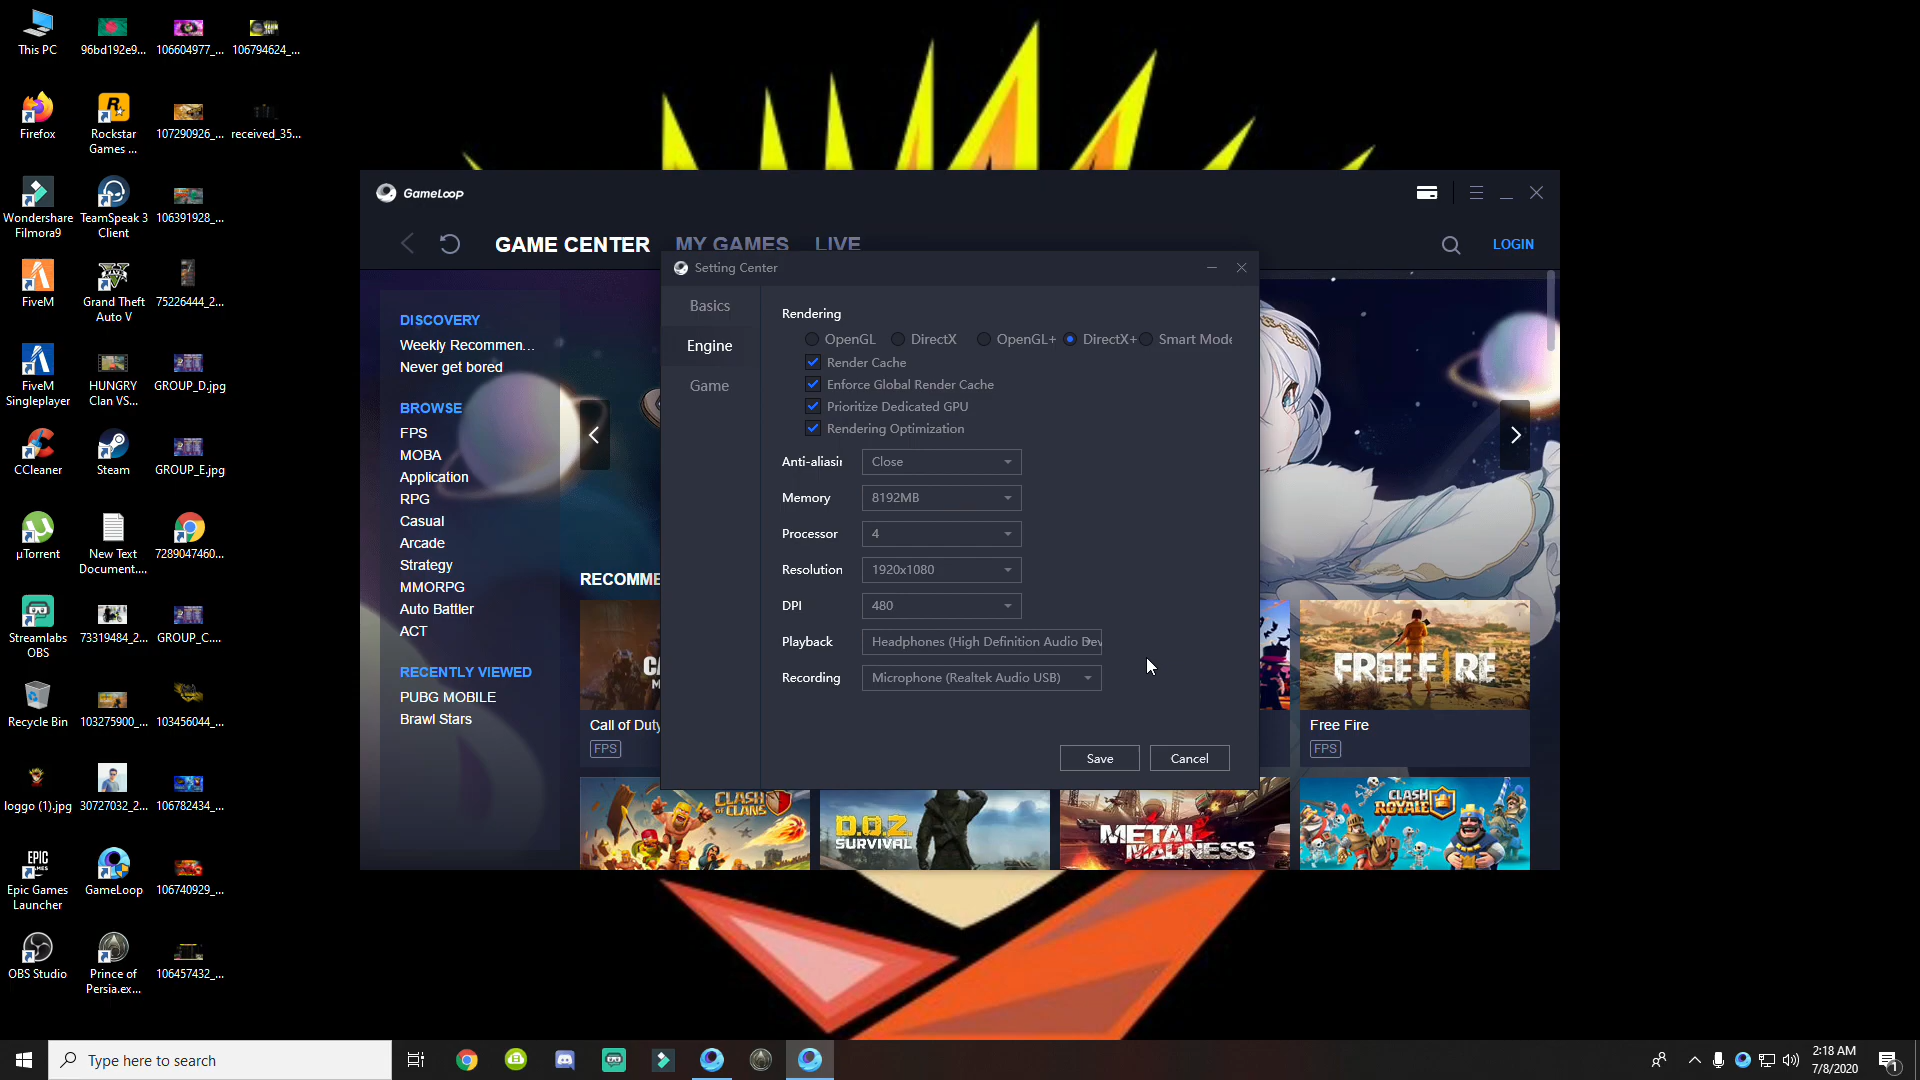 This PC
96bd192e9...
106604977_...
106794624_...
Firefox
Rockstar
Games ...
107290926_...
received_35...
Wondershare
Filmora9
TeamSpeak 3
Client
106391928_...
FiveM
Grand Theft
Auto V
75226444_2...
FiveM
Singleplayer
HUNGRY
Clan VS...
GROUP_D.jpg
CCleaner
Steam
GROUP_E.jpg
µTorrent
New Text
Document....
7289047460...
Streamlabs
OBS
73319484_2...
GROUP_C....
Recycle Bin
103275900_...
103456044_...
loggo (1).jpg
30727032_2...
106782434_...
Epic Games
Launcher
GameLoop
106740929_...
OBS Studio
Prince of
Persia.ex...
106457432_...
GameLoop
GAME CENTER
MY GAMES
LIVE
LOGIN
DISCOVERY
Weekly Recommen...
Never get bored
BROWSE
FPS
MOBA
Application
RPG
Casual
Arcade
Strategy
MMORPG
Auto Battler
ACT
RECENTLY VIEWED
PUBG MOBILE
Brawl Stars
Setting Center
Basics
Engine
Game
Rendering
OpenGL
DirectX
OpenGL+
DirectX+
Smart Mode
Render Cache
Enforce Global Render Cache
Prioritize Dedicated GPU
Rendering Optimization
Anti-aliasin
Close
Memory
8192MB
Processor
4
Resolution
1920x1080
DPI
480
Playback
Headphones (High Definition Audio Dev
Recording
Microphone (Realtek Audio USB)
Save
Cancel
RECOMME
CA
M
Call of Duty
FPS
FREE FIRE
Free Fire
FPS
CLASH OF CLANS
D.O.Z.
SURVIVAL
METAL
MADNESS
CLASH
ROYALE
EPIC
GAMES
Type here to search
2:18 AM
7/8/2020
1